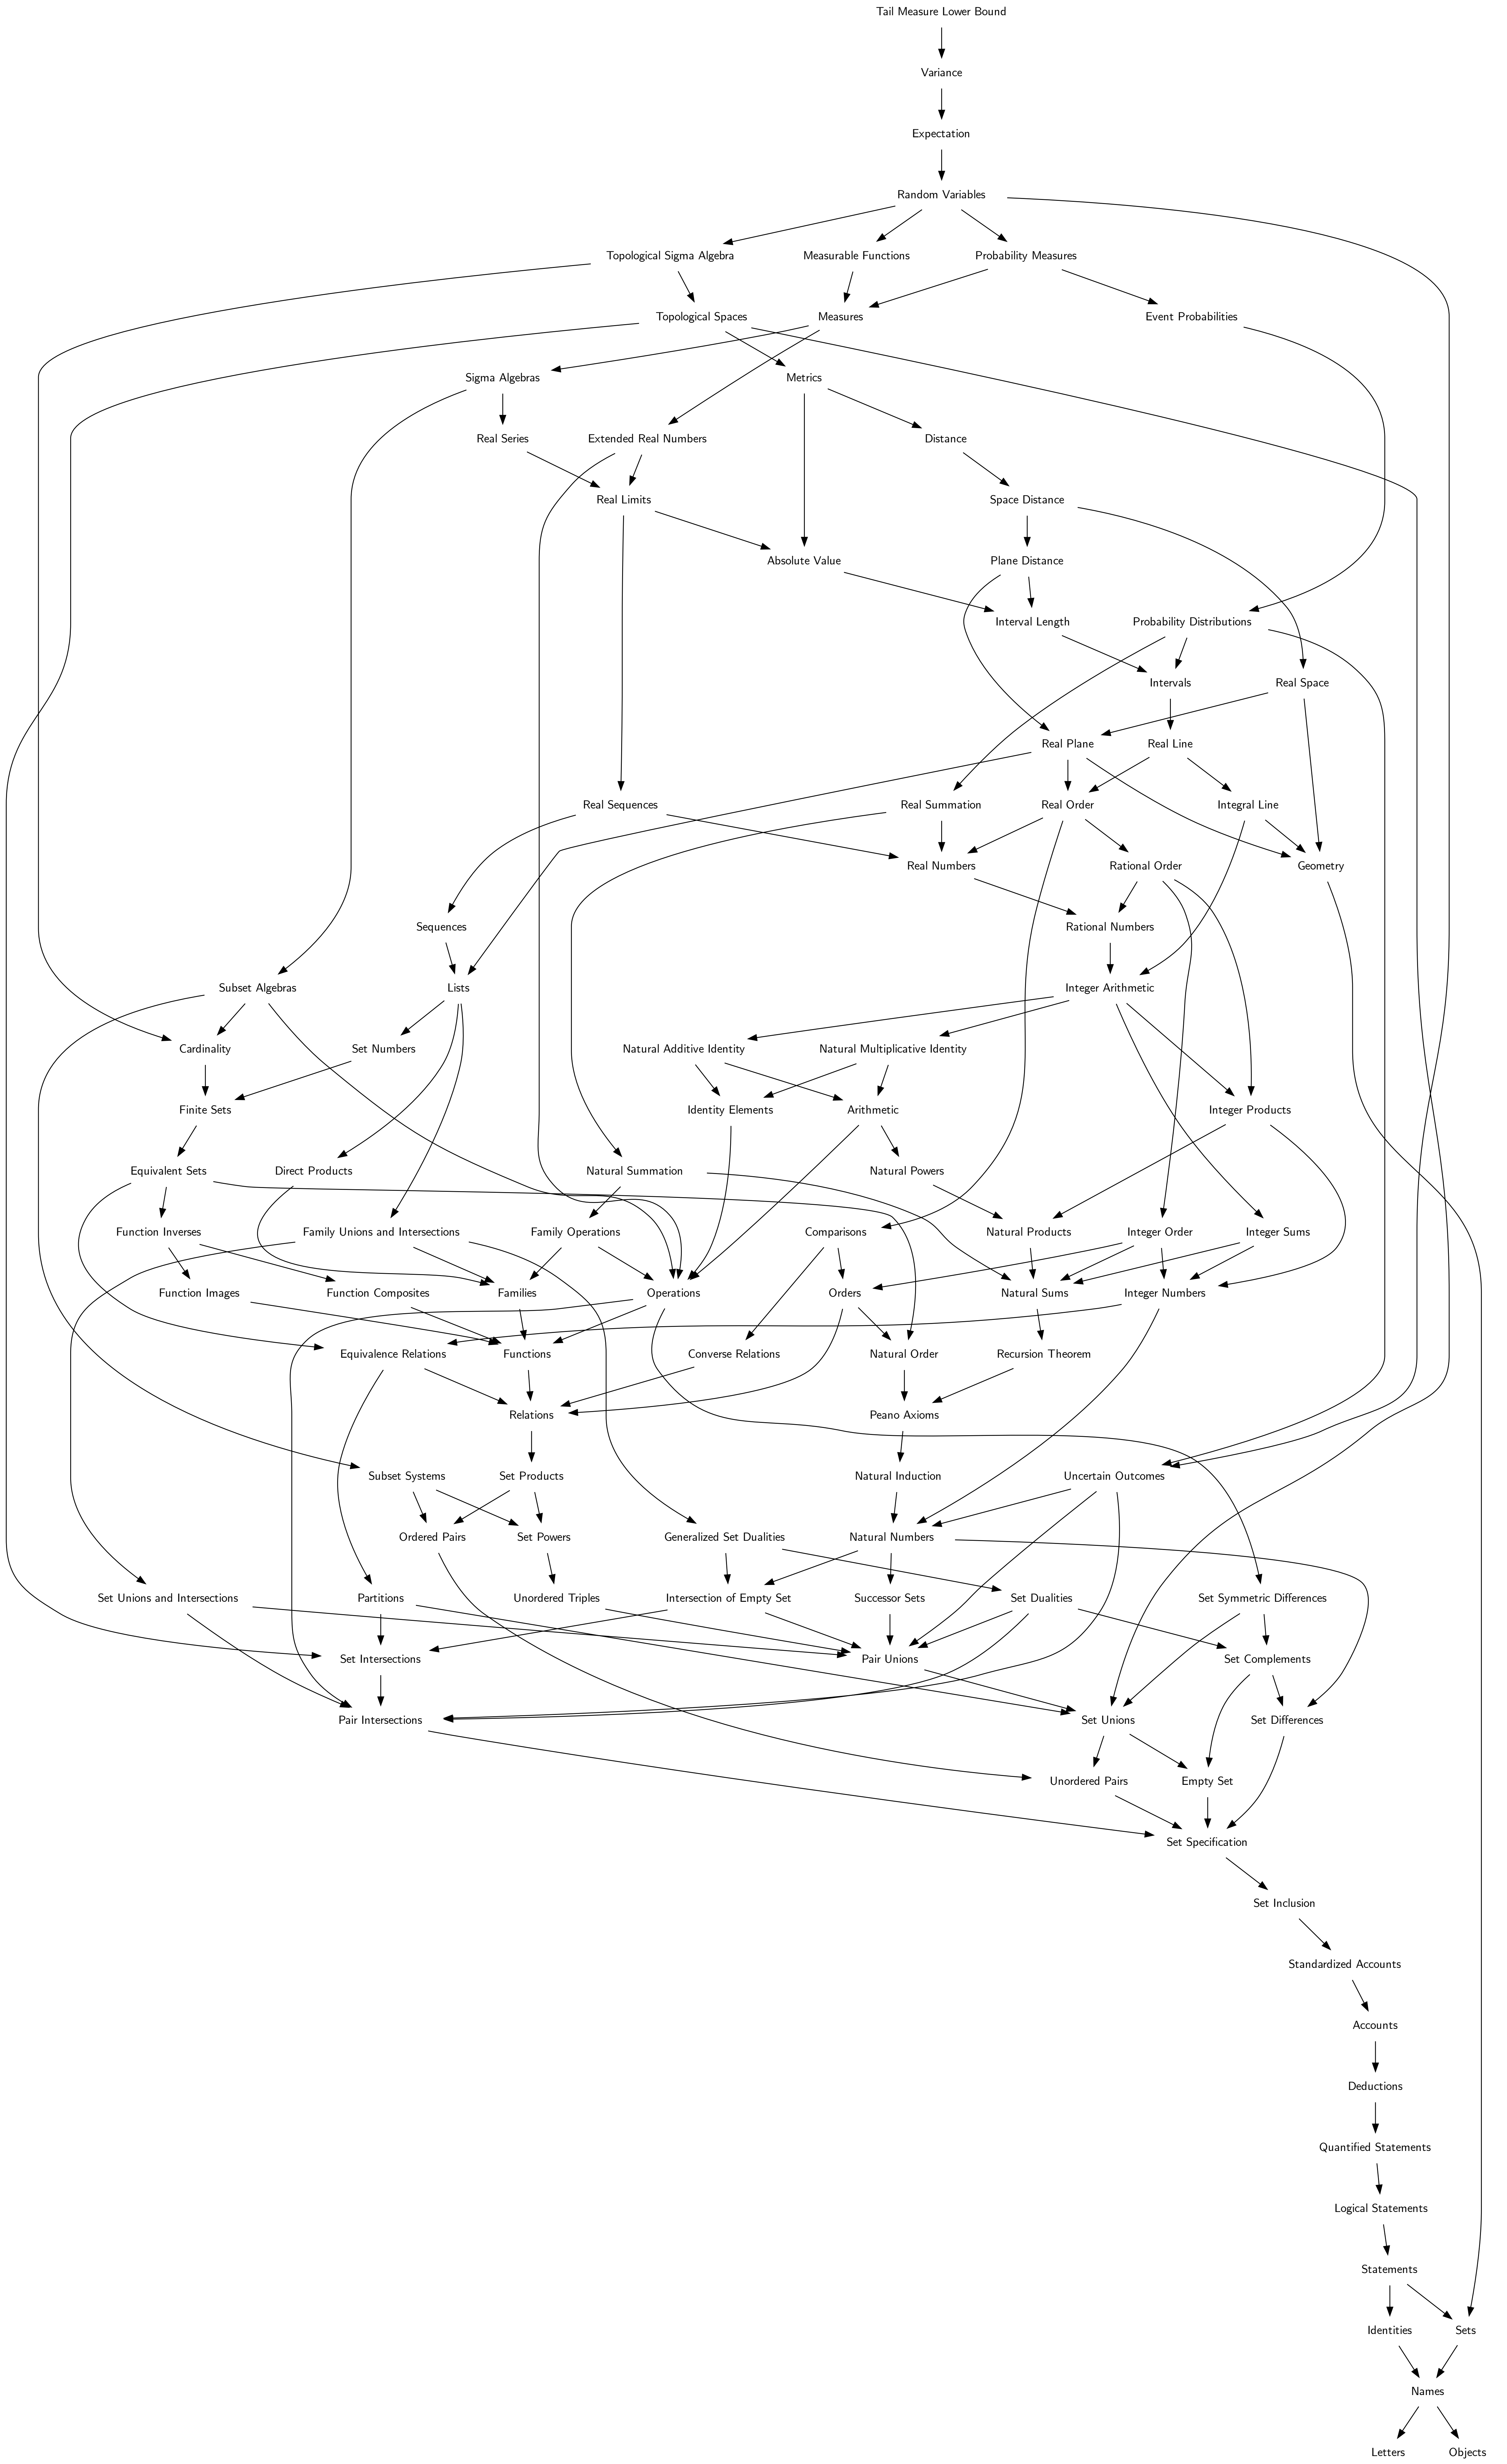 Tail Measure Lower Bound
Variance
Expectation
Random Variables
Topological Sigma Algebra
Measurable Functions
Probability Measures
Topological Spaces
Measures
Event Probabilities
Sigma Algebras
Metrics
Real Series
Extended Real Numbers
Distance
Real Limits
Space Distance
Absolute Value
Plane Distance
Interval Length
Probability Distributions
Intervals
Real Space
Real Plane
Real Line
Real Sequences
Real Summation
Real Order
Integral Line
Real Numbers
Rational Order
Geometry
Sequences
Rational Numbers
Subset Algebras
Lists
Integer Arithmetic
Cardinality
Set Numbers
Natural Additive Identity
Natural Multiplicative Identity
Finite Sets
Identity Elements
Arithmetic
Integer Products
Equivalent Sets
Direct Products
Natural Summation
Natural Powers
Function Inverses
Family Unions and Intersections
Family Operations
Comparisons
Natural Products
Integer Order
Integer Sums
Function Images
Function Composites
Families
Operations
Orders
Natural Sums
Integer Numbers
Equivalence Relations
Functions
Converse Relations
Natural Order
Recursion Theorem
Relations
Peano Axioms
Subset Systems
Set Products
Natural Induction
Uncertain Outcomes
Ordered Pairs
Set Powers
Generalized Set Dualities
Natural Numbers
Set Unions and Intersections
Partitions
Unordered Triples
Intersection of Empty Set
Successor Sets
Set Dualities
Set Symmetric Differences
Set Intersections
Pair Unions
Set Complements
Pair Intersections
Set Unions
Set Differences
Unordered Pairs
Empty Set
Set Specification
Set Inclusion
Standardized Accounts
Accounts
Deductions
Quantified Statements
Logical Statements
Statements
Identities
Sets
Names
Letters
Objects